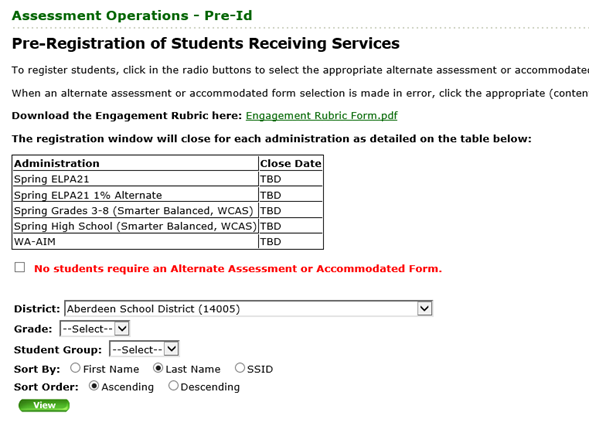 Assessment Operations - Pre-Id
Pre-Registration of Students Receiving Services
To register students, click in the radio buttons to select the appropriate alternate assessment or accommodated
When an alternate assessment or accommodated form selection is made in error, click the appropriate (conten
Download the Engagement Rubric here: Engagement Rubric Form.pdf
The registration window will close for each administration as detailed on the table below:
Administration Close Date
Spring ELPA21 TBD
Spring ELPA21 1% Alternate TBD
Spring Grades 3-8 (Smarter Balanced, WCAS) TBD
Spring High School (Smarter Balanced, WCAS) TBD
WA-AIM TBD
No students require an Alternate Assessment or Accommodated Form.
District: Aberdeen School District (14005)
Grade: --Select--
Student Group: --Select--
Sort By: First Name Last Name SSID
Sort Order: Ascending Descending
View